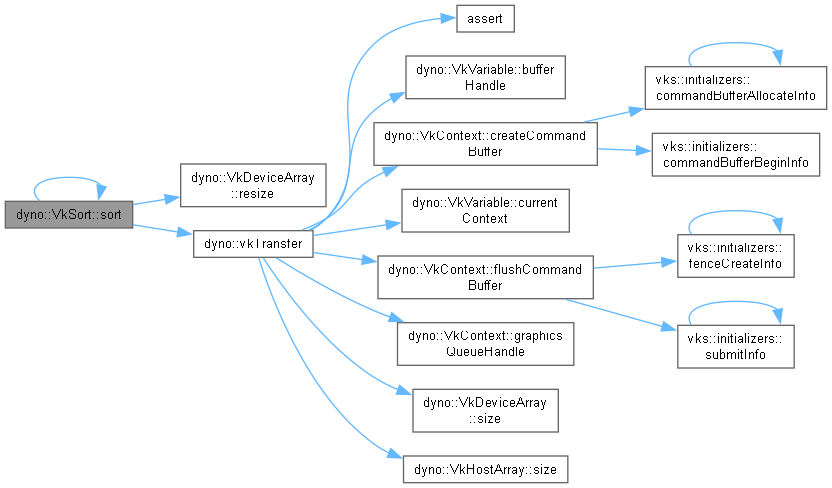 assert
dyno::VkVariable::buffer
Handle
vks::initializers::
commandBufferAllocateInfo
dyno::VkContext::createCommand
Buffer
vks::initializers::
commandBufferBeginInfo
dyno::VkDeviceArray
::resize
dyno::VkSort::sort
dyno::VkVariable::current
Context
dyno::vkTransfer
vks::initializers::
fenceCreateInfo
dyno::VkContext::flushCommand
Buffer
dyno::VkContext::graphics
QueueHandle
vks::initializers::
submitInfo
dyno::VkDeviceArray
::size
dyno::VkHostArray::size